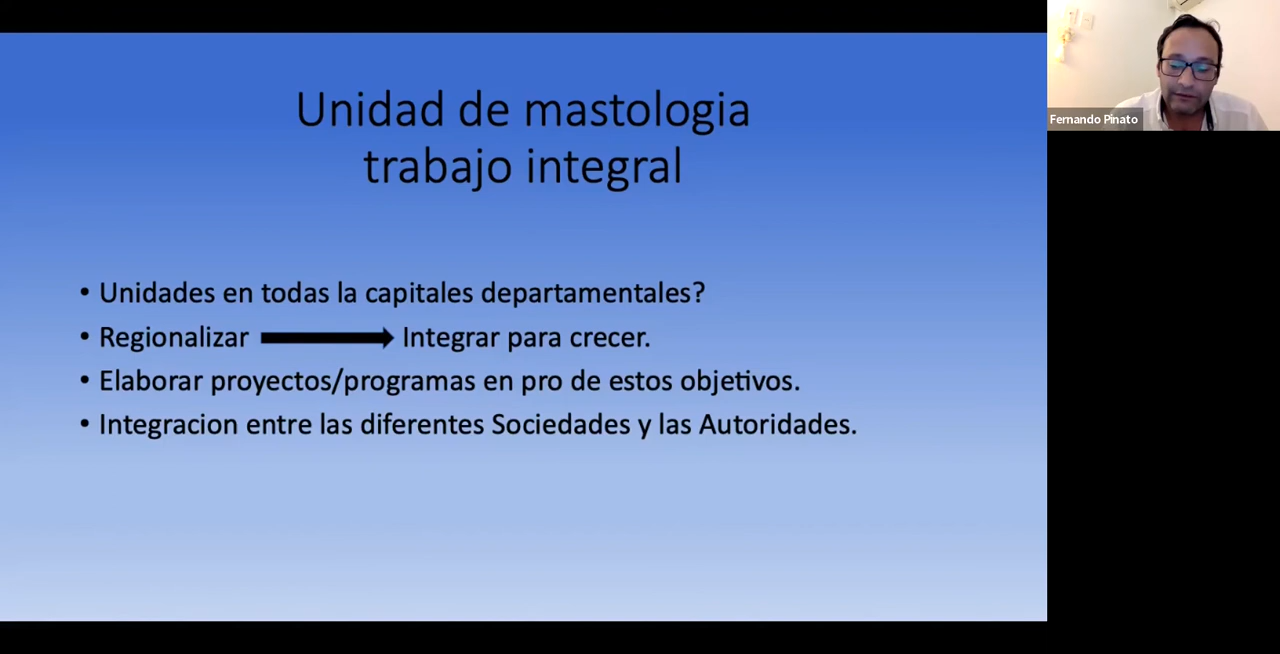 Unidad de mastologia
trabajo integral
• Unidades en todas la capitales departamentales?
• Regionalizar Integrar para crecer.
• Elaborar proyectos/programas en pro de estos objetivos.
• Integracion entre las diferentes Sociedades y las Autoridades.
Fernando Pinato